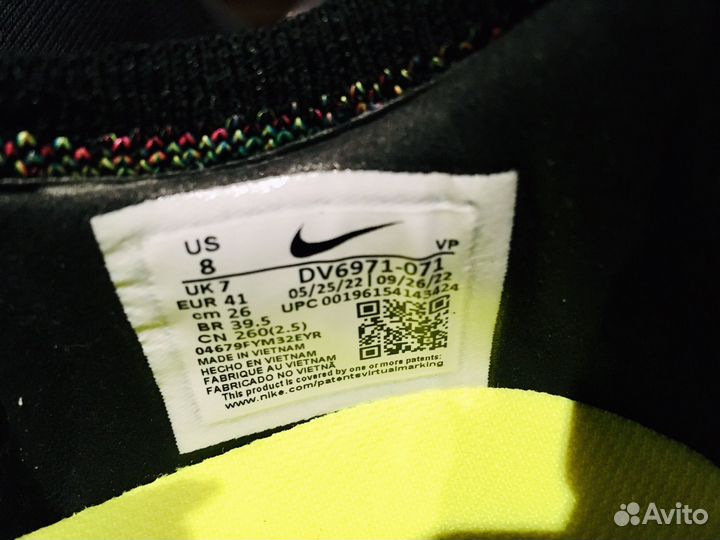 US
8
VP
DV6971-071
UK 7
05/25/22 09/26/22
EUR 41
UPC 00196154143424
cm 26
BR 39.5
CN 260(2.5)
04679FYM32EYR
MADE IN VIETNAM
HECHO EN VIETNAM
FABRIQUE AU VIETNAM
FABRICADO NO VIETNÃ
This product is covered by one or more patents:
www.nike.com/patentsvirtualmarking
Avito